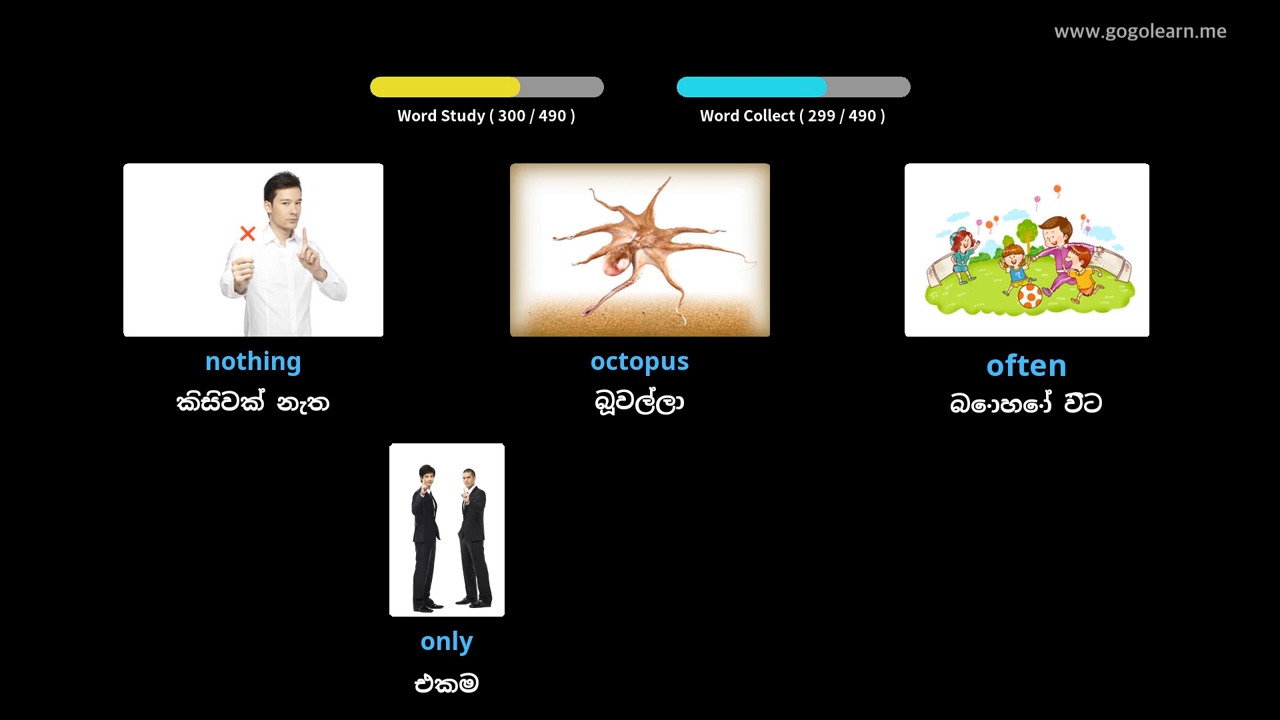 www.gogolearn.me
Word Study ( 300 / 490 )
Word Collect ( 299 / 490 )
nothing
කිසිවක් නැත
octopus
බූවල්ලා
often
බොහෝ විට
only
එකම